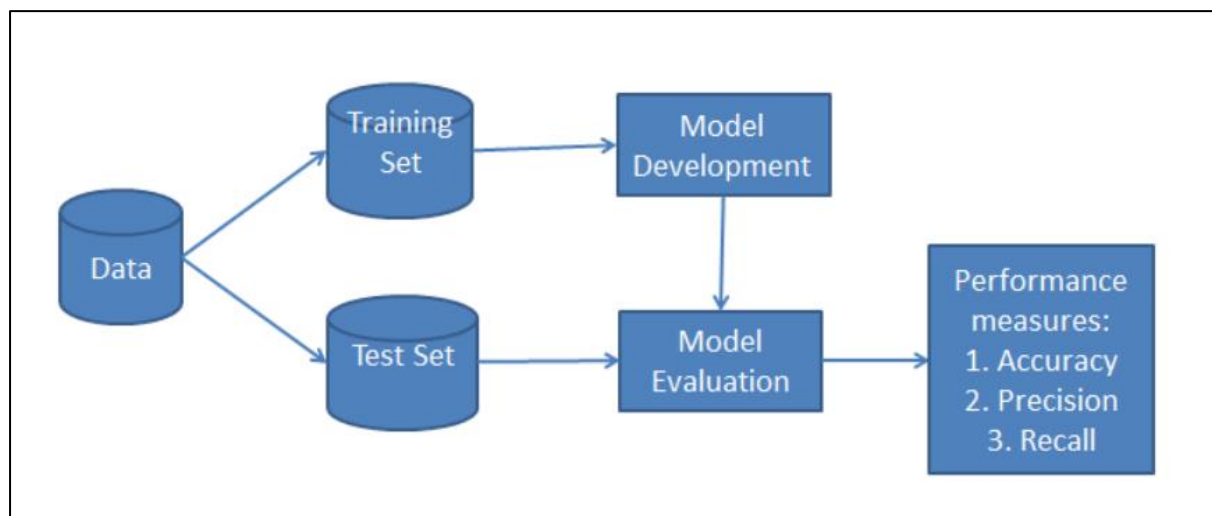 Data
Training
Set
Test Set
Model
Development
Model
Evaluation
Performance
measures:
1. Accuracy
2. Precision
3. Recall